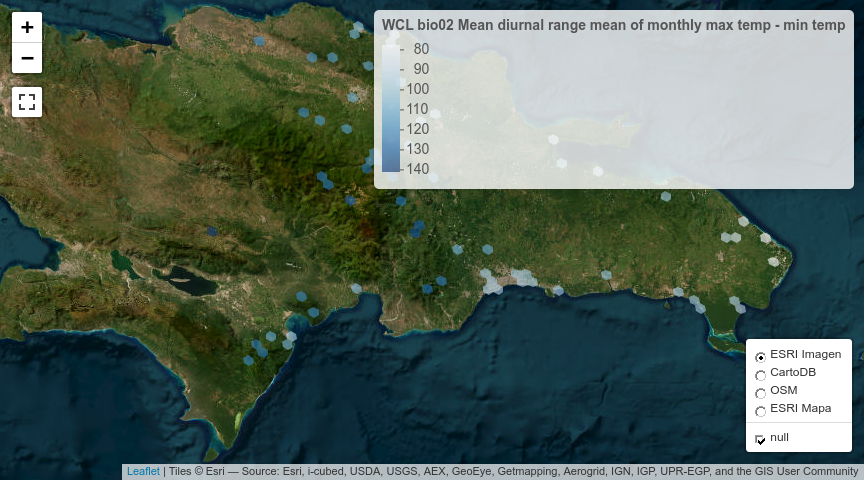 +
−
WCL bio02 Mean diurnal range mean of monthly max temp - min temp
80
90
100
110
120
130
140
ESRI Imagen
CartoDB
OSM
ESRI Mapa
null
Leaflet | Tiles © Esri — Source: Esri, i-cubed, USDA, USGS, AEX, GeoEye, Getmapping, Aerogrid, IGN, IGP, UPR-EGP, and the GIS User Community